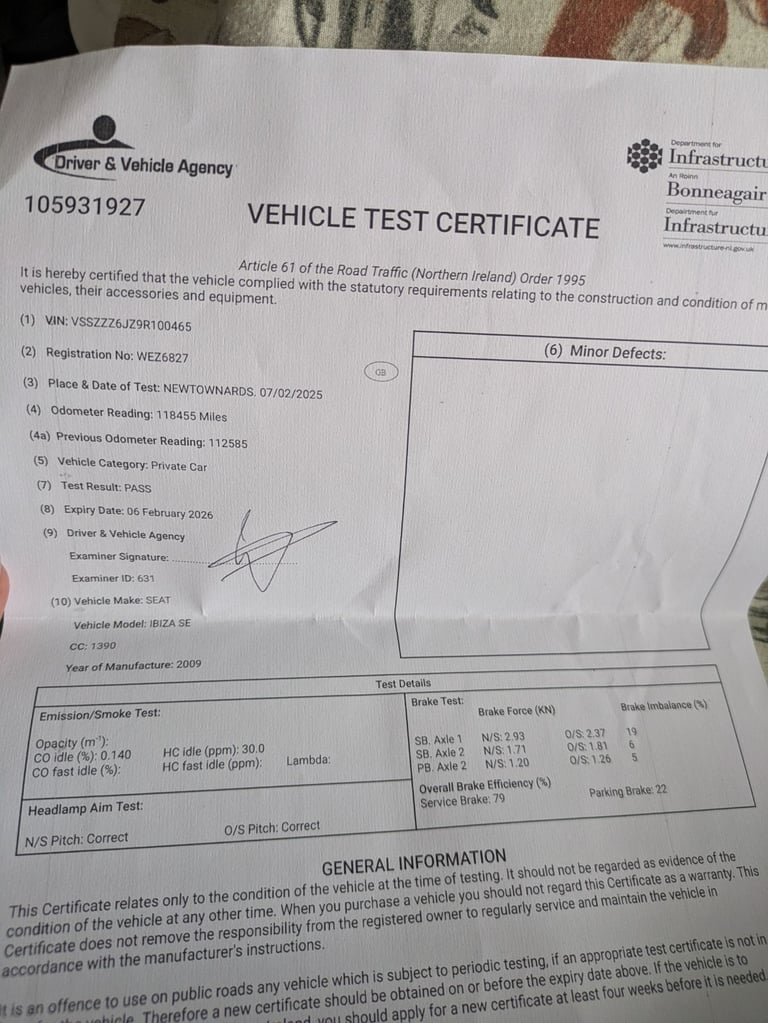 Driver & Vehicle Agency
Department for
Infrastructu
An Roinn
Bonneagair
Department fur
Infrastructu
www.infrastructure-ni.gov.uk
105931927
VEHICLE TEST CERTIFICATE
Article 61 of the Road Traffic (Northern Ireland) Order 1995
It is hereby certified that the vehicle complied with the statutory requirements relating to the construction and condition of m
vehicles, their accessories and equipment.
(1) VIN: VSSZZZ6JZ9R100465
(2) Registration No: WEZ6827
GB
(3) Place & Date of Test: NEWTOWNARDS. 07/02/2025
(4) Odometer Reading: 118455 Miles
(4a) Previous Odometer Reading: 112585
(5) Vehicle Category: Private Car
(6) Minor Defects:
(7) Test Result: PASS
(8) Expiry Date: 06 February 2026
(9) Driver & Vehicle Agency
Examiner Signature:
Examiner ID: 631
(10) Vehicle Make: SEAT
Vehicle Model: IBIZA SE
CC: 1390
Year of Manufacture: 2009
Test Details
Emission/Smoke Test:
Opacity (m-1):
CO idle (%): 0.140 HC idle (ppm): 30.0
CO fast idle (%): HC fast idle (ppm): Lambda:
Headlamp Aim Test:
N/S Pitch: Correct O/S Pitch: Correct
Brake Test:
Brake Force (KN) Brake Imbalance (%)
SB. Axle 1 N/S: 2.93 O/S: 2.37 19
SB. Axle 2 N/S: 1.71 O/S: 1.81 6
PB. Axle 2 N/S: 1.20 O/S: 1.26 5
Overall Brake Efficiency (%)
Service Brake: 79 Parking Brake: 22
GENERAL INFORMATION
This Certificate relates only to the condition of the vehicle at the time of testing. It should not be regarded as evidence of the
condition of the vehicle at any other time. When you purchase a vehicle you should not regard this Certificate as a warranty. This
Certificate does not remove the responsibility from the registered owner to regularly service and maintain the vehicle in
accordance with the manufacturer's instructions.
It is an offence to use on public roads any vehicle which is subject to periodic testing, if an appropriate test certificate is not in
vehicle. Therefore a new certificate should be obtained on or before the expiry date above. If the vehicle is to
you should apply for a new certificate at least four weeks before it is needed.